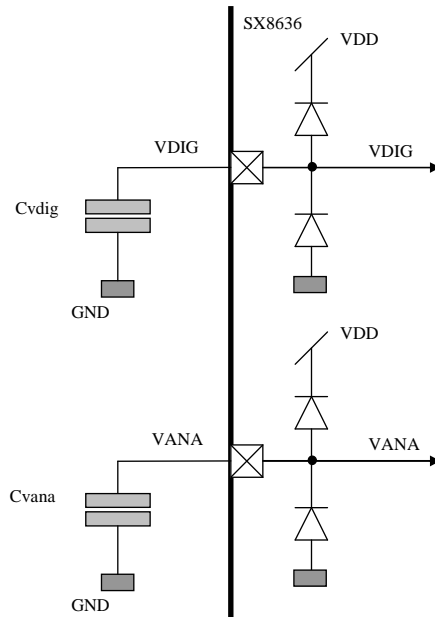 SX8636
VDD
VDIG
VDIG
Cvdig
GND
VDD
VANA
VANA
Cvana
GND